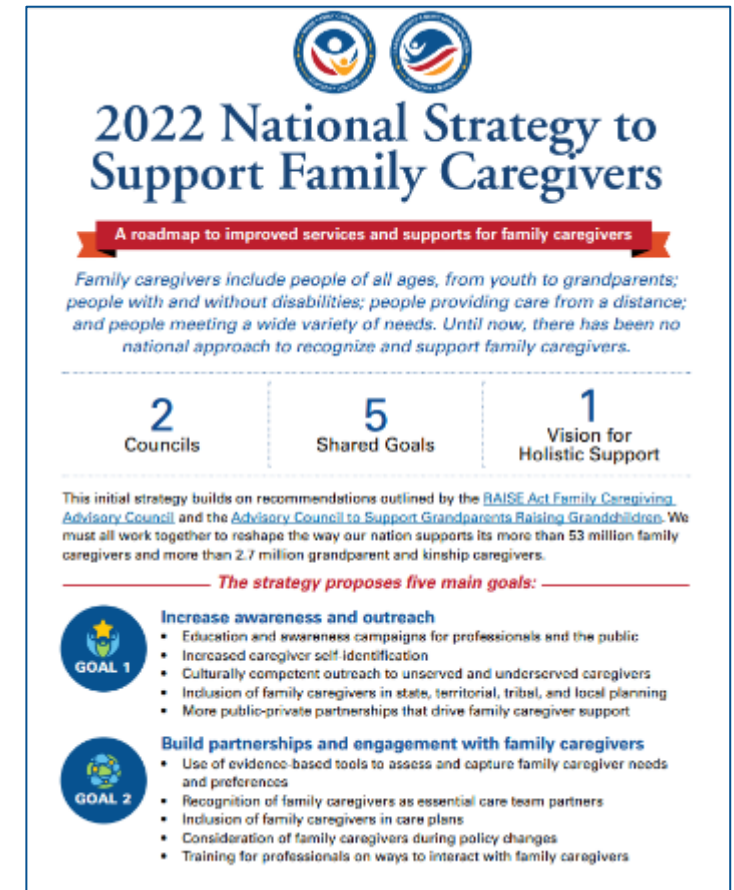 2022 National Strategy to
Support Family Caregivers
A roadmap to improved services and supports for family caregivers
Family caregivers include people of all ages, from youth to grandparents;
people with and without disabilities; people providing care from a distance;
and people meeting a wide variety of needs. Until now, there has been no
national approach to recognize and support family caregivers.
2
Councils
5
Shared Goals
1
Vision for
Holistic Support
This initial strategy builds on recommendations outlined by the RAISE Act Family Caregiving
Advisory Council and the Advisory Council to Support Grandparents Raising Grandchildren. We
must all work together to reshape the way our nation supports its more than 53 million family
caregivers and more than 2.7 million grandparent and kinship caregivers.
The strategy proposes five main goals:
GOAL 1
Increase awareness and outreach
• Education and awareness campaigns for professionals and the public
• Increased caregiver self-identification
• Culturally competent outreach to unserved and underserved caregivers
• Inclusion of family caregivers in state, territorial, tribal, and local planning
• More public-private partnerships that drive family caregiver support
GOAL 2
Build partnerships and engagement with family caregivers
• Use of evidence-based tools to assess and capture family caregiver needs
and preferences
• Recognition of family caregivers as essential care team partners
• Inclusion of family caregivers in care plans
• Consideration of family caregivers during policy changes
• Training for professionals on ways to interact with family caregivers